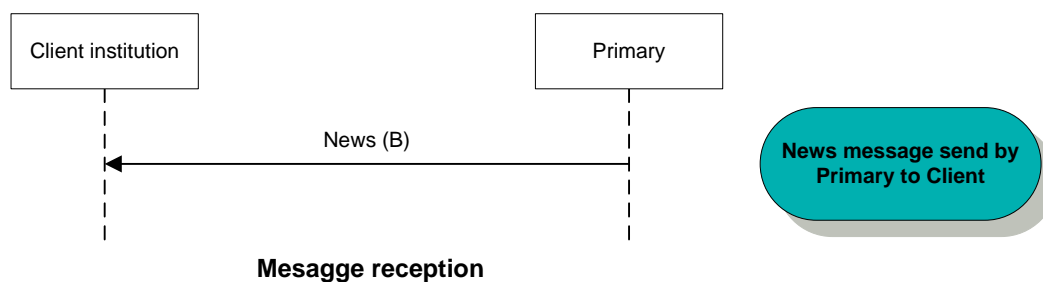 Client institution
Primary
News (B)
News message send by
Primary to Client
Mesagge reception